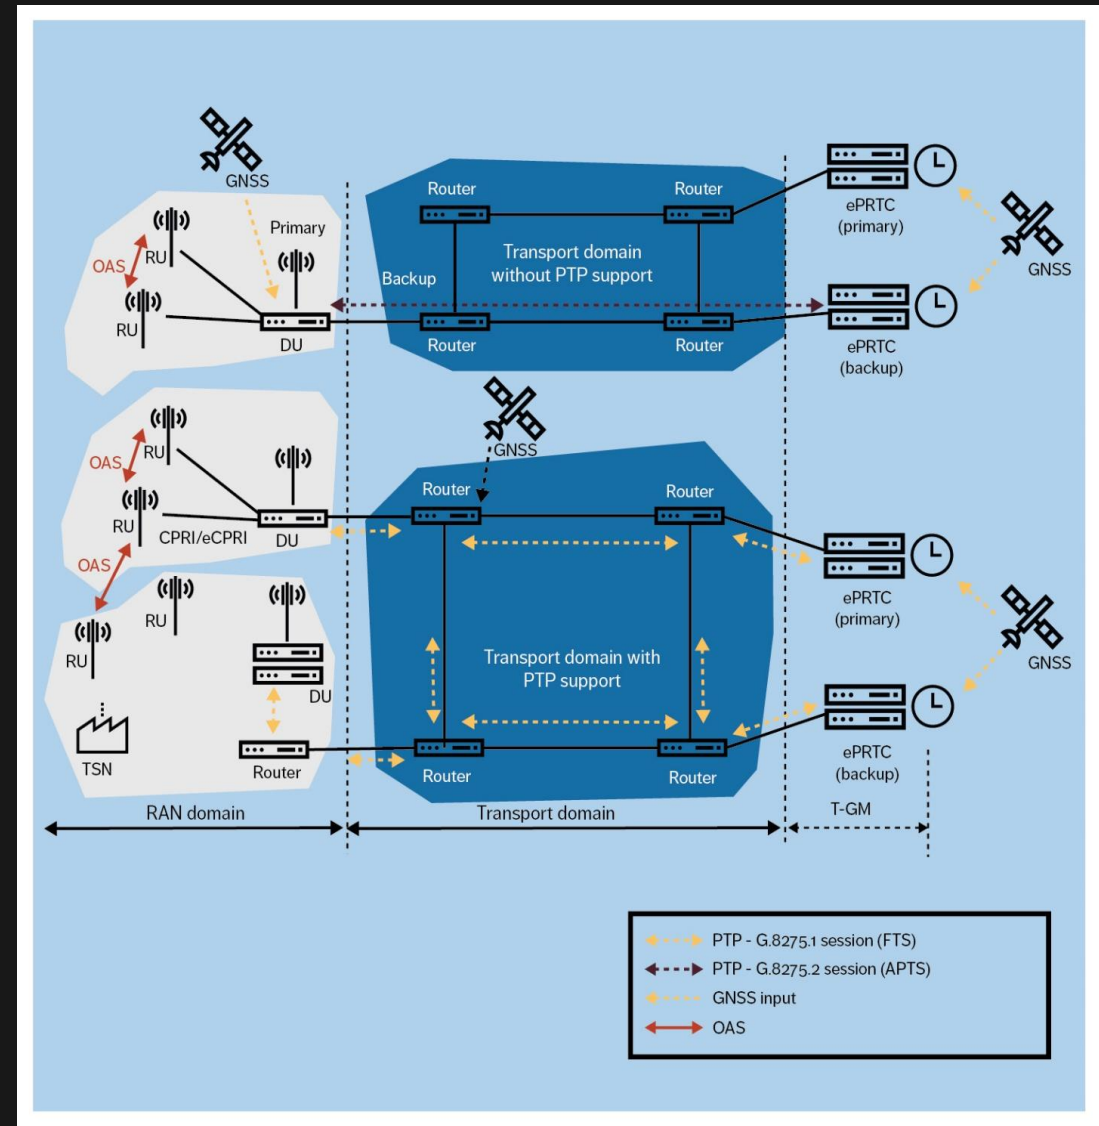 GNSS
Router
Router
ePRTC
(primary)
RU
Primary
OAS
Transport domain
without PTP support
GNSS
Backup
RU
DU
Router
Router
ePRTC
(backup)
GNSS
RU
OAS
Router
Router
RU
CPRI/eCPRI
DU
OAS
ePRTC
(primary)
RU
RU
Transport domain with
PTP support
GNSS
DU
TSN
Router
Router
Router
ePRTC
(backup)
RAN domain
Transport domain
T-GM
PTP - G.8275.1 session (FTS)
PTP - G.8275.2 session (APTS)
GNSS input
OAS